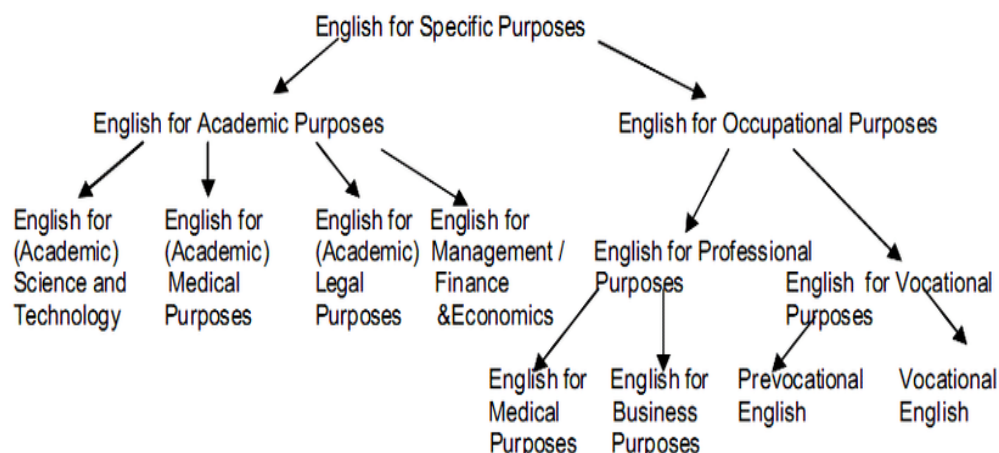 English for Specific Purposes
English for Academic Purposes
English for Occupational Purposes
English for
(Academic)
Science and
Technology
English for
(Academic)
Medical
Purposes
English for
(Academic)
Legal
Purposes
English for
Management /
Finance
&Economics
English for Professional
Purposes
English for Vocational
Purposes
English for
Medical
Purposes
English for
Business
Purposes
Prevocational
English
Vocational
English